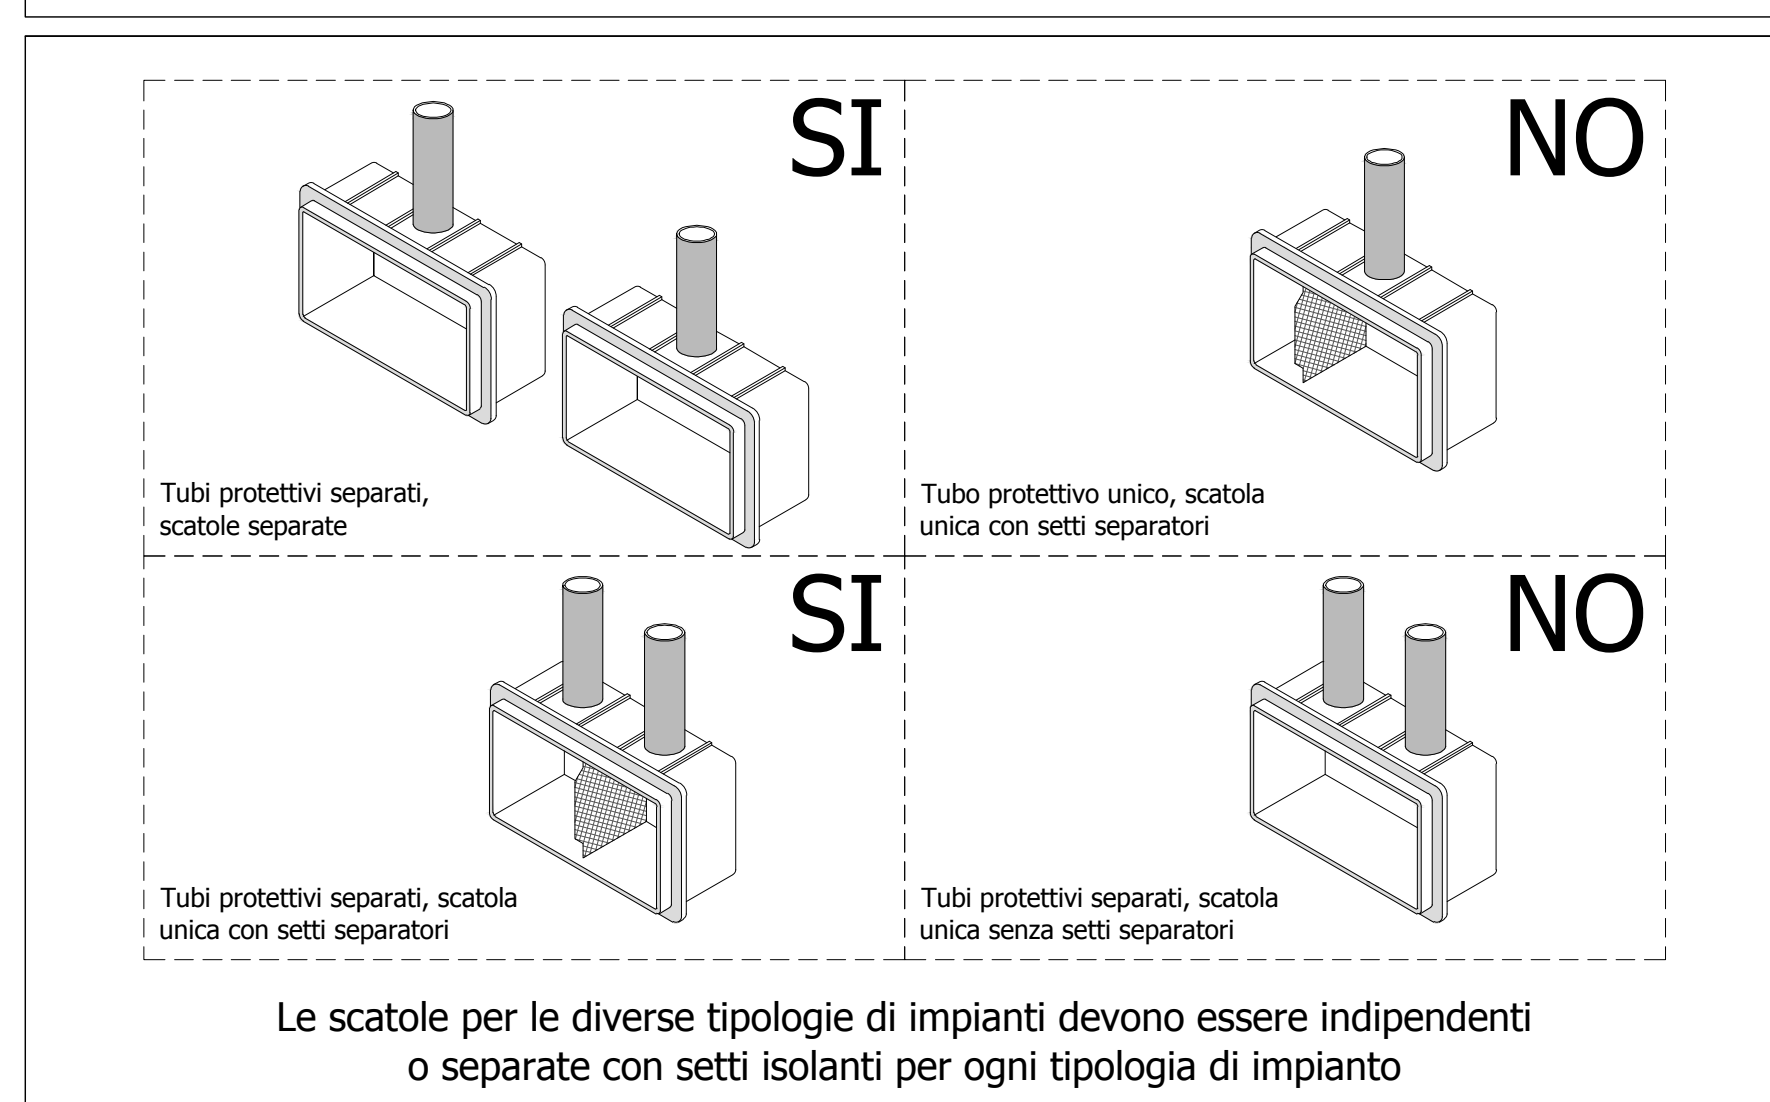 SI
Tubi protettivi separati,
scatole separate
NO
Tubo protettivo unico, scatola
unica con setti separatori
SI
Tubi protettivi separati, scatola
unica con setti separatori
NO
Tubi protettivi separati, scatola
unica senza setti separatori
Le scatole per le diverse tipologie di impianti devono essere indipendenti
o separate con setti isolanti per ogni tipologia di impianto